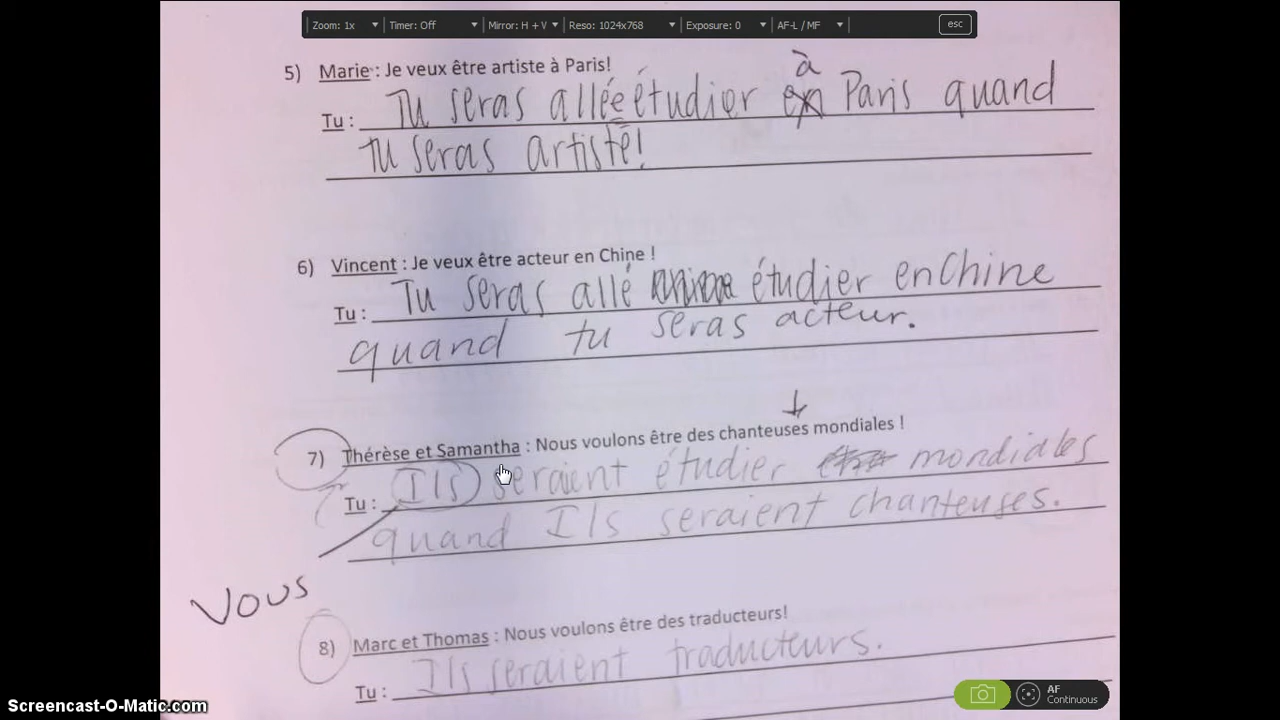 Zoom: 1x Timer: Off Mirror: H + V Reso: 1024x768 Exposure: 0 AF-L / MF esc
5) Marie : Je veux être artiste à Paris!
à
Tu : Tu seras allée étudier en Paris quand
tu seras artiste!
6) Vincent : Je veux être acteur en Chine !
Tu : Tu seras allé étudier en Chine
quand tu seras acteur.
7) Thérèse et Samantha : Nous voulons être des chanteuses mondiales !
Tu : Ils seraient étudier mondiales
quand Ils seraient chanteuses.
Vous
8) Marc et Thomas : Nous voulons être des traducteurs!
Tu : Ils seraient traducteurs.
AF
Continuous
Screencast-O-Matic.com